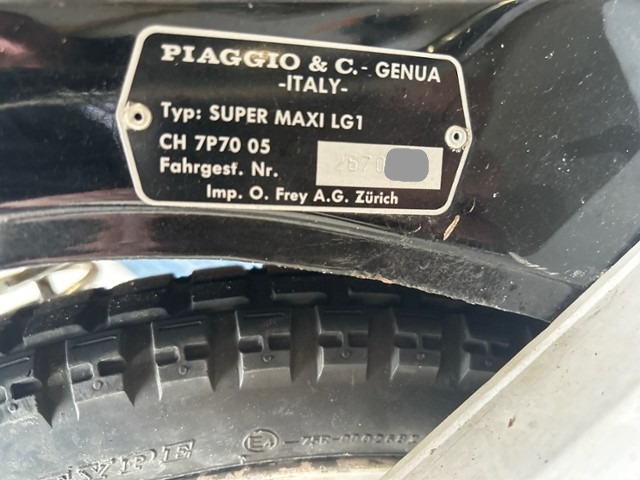 PIAGGIO & C.- GENUA
-ITALY-
Typ: SUPER MAXI LG1
CH 7P70 05
Fahrgest. Nr.
Imp. O. Frey A.G. Zürich